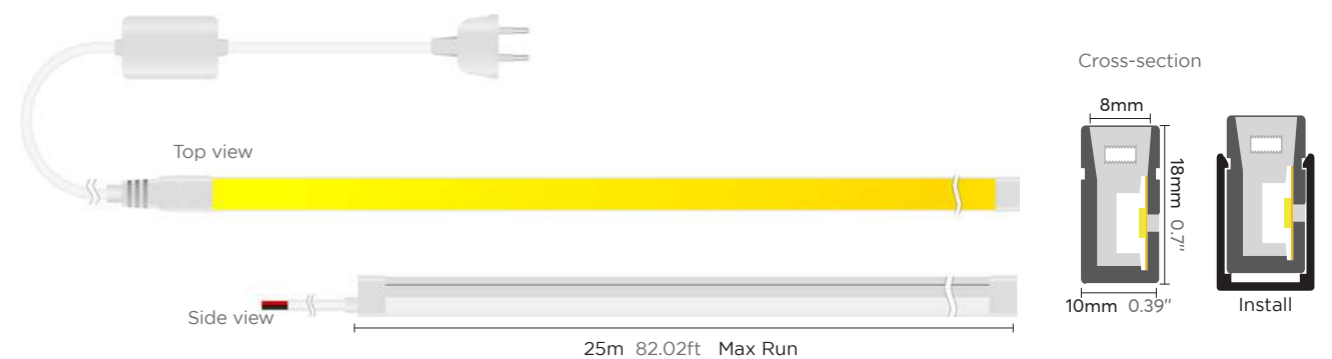 Cross-section
8mm
Top view
18mm 0.7"
Side view
10mm 0.39"
Install
25m 82.02ft Max Run